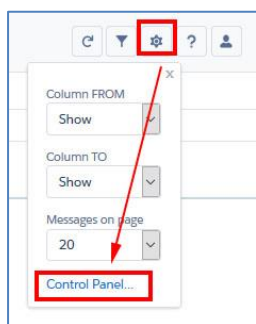 ?
x
Column FROM
Show
Column TO
Show
Messages on page
20
Control Panel...